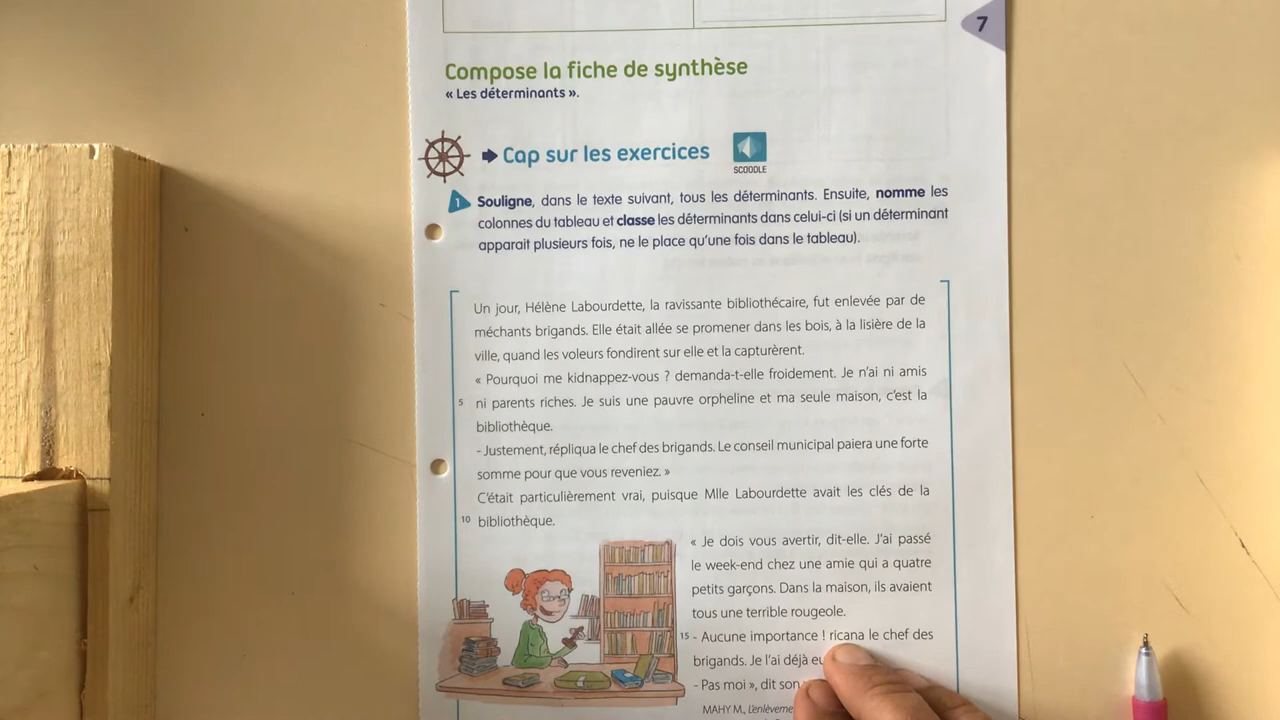 7
Compose la fiche de synthèse
« Les déterminants ».
Cap sur les exercices
SCOODLE
1 Souligne, dans le texte suivant, tous les déterminants. Ensuite, nomme les
colonnes du tableau et classe les déterminants dans celui-ci (si un déterminant
apparait plusieurs fois, ne le place qu'une fois dans le tableau).
Un jour, Hélène Labourdette, la ravissante bibliothécaire, fut enlevée par de
méchants brigands. Elle était allée se promener dans les bois, à la lisière de la
ville, quand les voleurs fondirent sur elle et la capturèrent.
« Pourquoi me kidnappez-vous ? demanda-t-elle froidement. Je n'ai ni amis
5 ni parents riches. Je suis une pauvre orpheline et ma seule maison, c'est la
bibliothèque.
- Justement, répliqua le chef des brigands. Le conseil municipal paiera une forte
somme pour que vous reveniez. »
C'était particulièrement vrai, puisque Mlle Labourdette avait les clés de la
10 bibliothèque.
« Je dois vous avertir, dit-elle. J'ai passé
le week-end chez une amie qui a quatre
petits garçons. Dans la maison, ils avaient
tous une terrible rougeole.
15 - Aucune importance ! ricana le chef des
brigands. Je l'ai déjà eu
- Pas moi », dit son
MAHY M., L'enlèveme